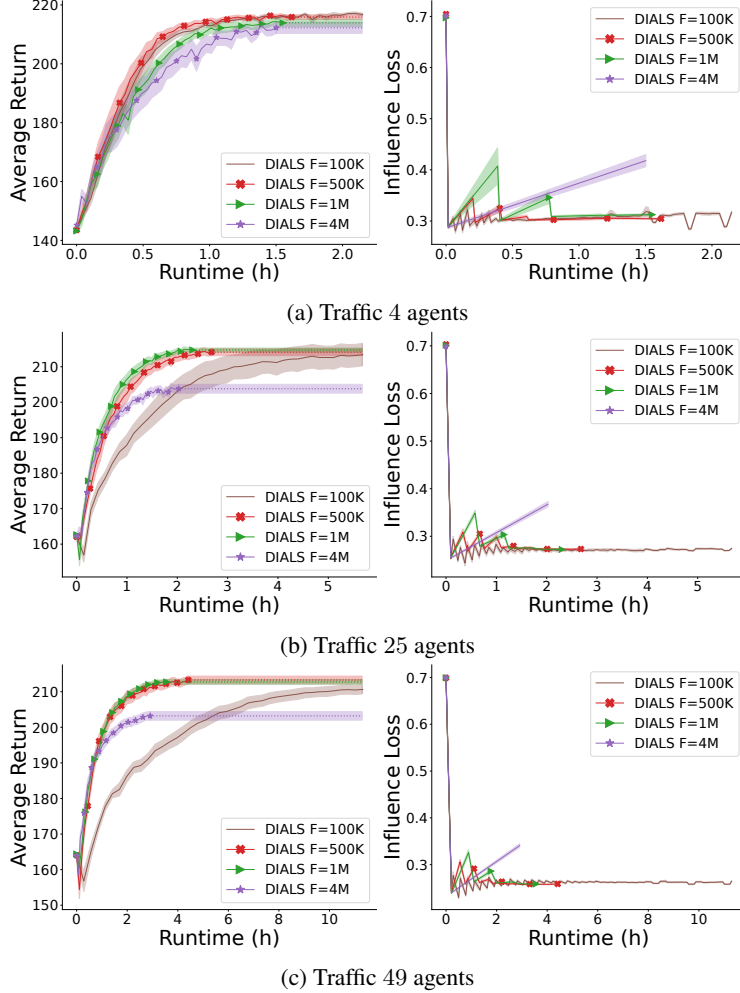 220
200
180
160
140
Average Return
0.0 0.5 1.0 1.5 2.0
Runtime (h)
DIALS F=100K
DIALS F=500K
DIALS F=1M
DIALS F=4M
0.7
0.6
0.5
0.4
0.3
Influence Loss
0.0 0.5 1.0 1.5 2.0
Runtime (h)
DIALS F=100K
DIALS F=500K
DIALS F=1M
DIALS F=4M
(a) Traffic 4 agents
210
200
190
180
170
160
Average Return
0 1 2 3 4 5
Runtime (h)
DIALS F=100K
DIALS F=500K
DIALS F=1M
DIALS F=4M
0.7
0.6
0.5
0.4
0.3
Influence Loss
0 1 2 3 4 5
Runtime (h)
DIALS F=100K
DIALS F=500K
DIALS F=1M
DIALS F=4M
(b) Traffic 25 agents
210
200
190
180
170
160
150
Average Return
0 2 4 6 8 10
Runtime (h)
DIALS F=100K
DIALS F=500K
DIALS F=1M
DIALS F=4M
0.7
0.6
0.5
0.4
0.3
Influence Loss
0 2 4 6 8 10
Runtime (h)
DIALS F=100K
DIALS F=500K
DIALS F=1M
DIALS F=4M
(c) Traffic 49 agents